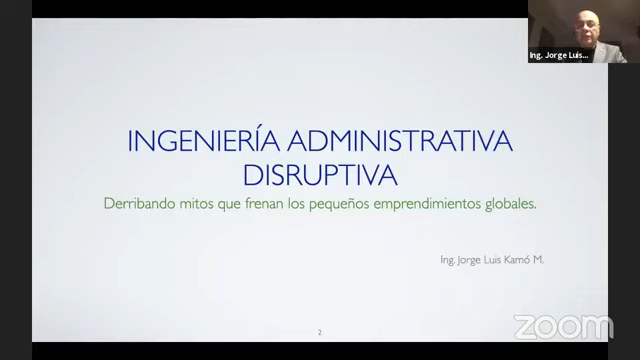 Ing. Jorge Luis...
INGENIERÍA ADMINISTRATIVA
DISRUPTIVA
Derribando mitos que frenan los pequeños emprendimientos globales.
Ing. Jorge Luis Kamó M.
2
zoom